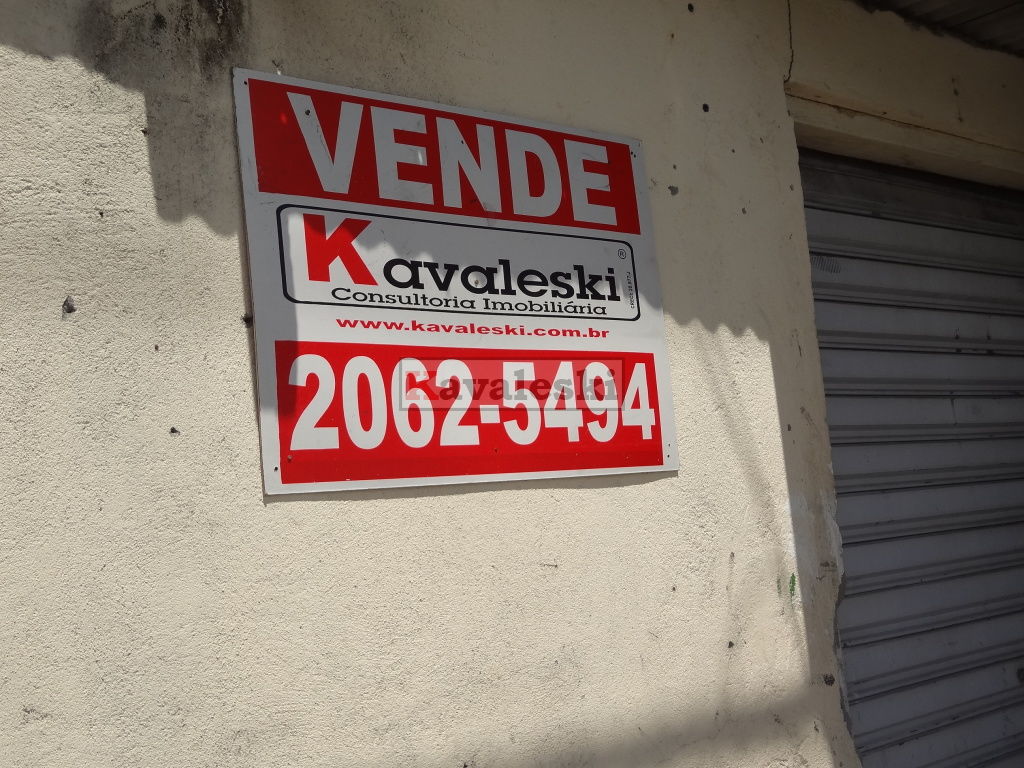 VENDE
Kavaleski
®
Consultoria Imobiliária
www.kavaleski.com.br
2062-5494
Kavaleski